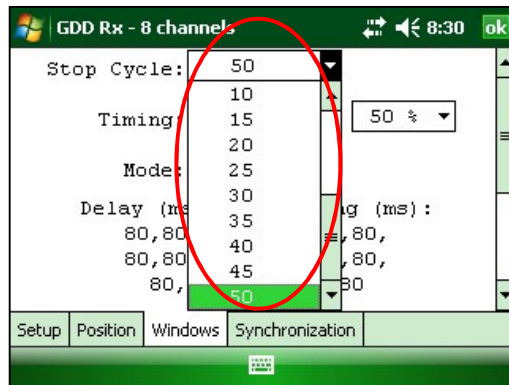 GDD Rx - 8 channels 8:30 ok
Stop Cycle: 50
10
Timing: 15 50 %
20
Mode: 25
30
Delay (ms 35 ng (ms):
80,80 40 ,80,
80,80 45 ,80,
80, 50 80
Setup Position Windows Synchronization